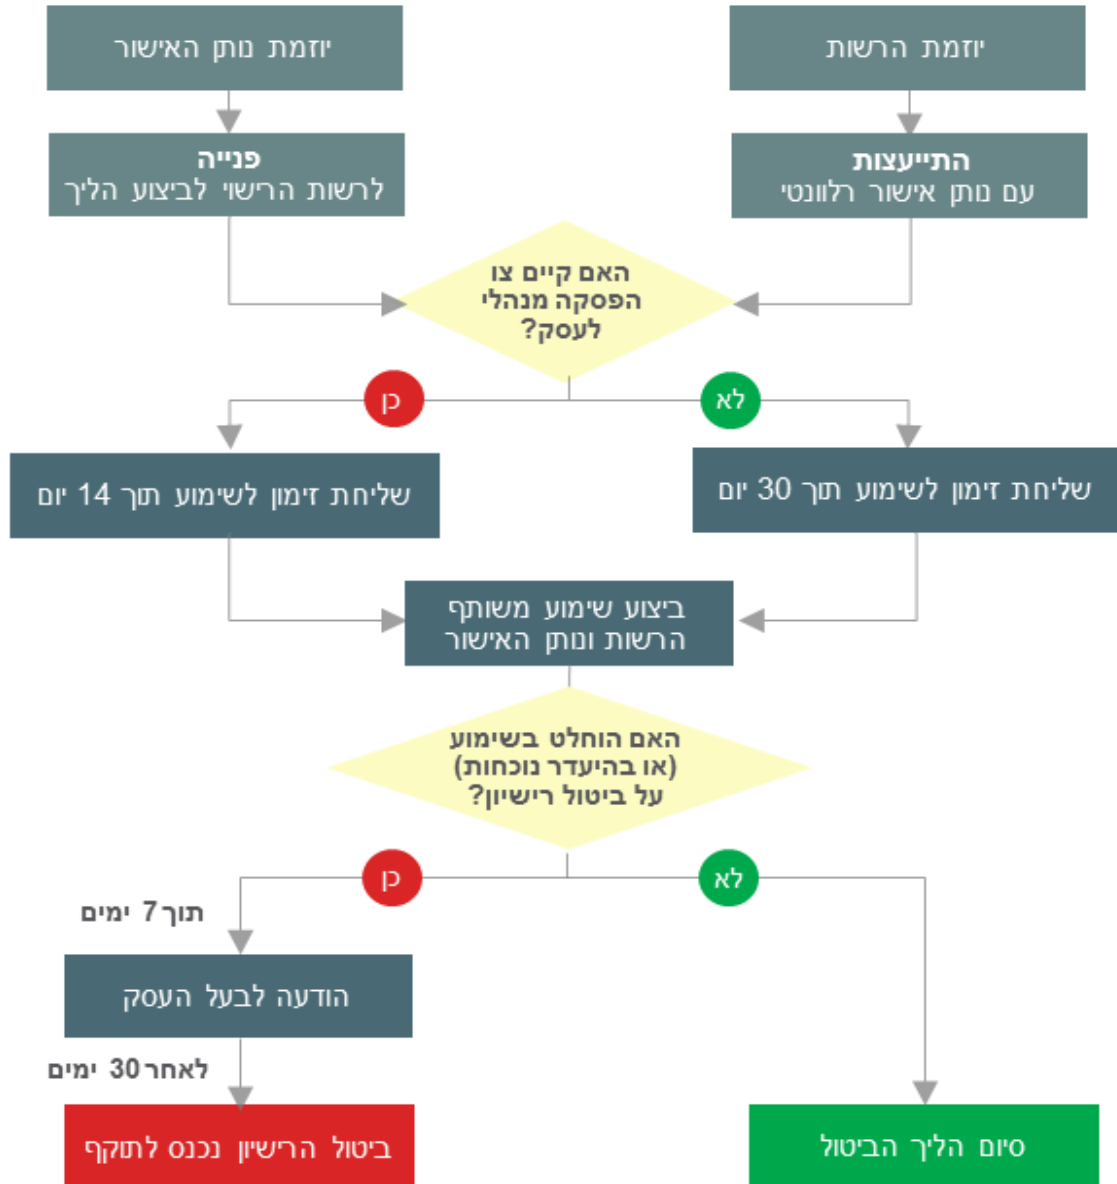 יוזמת הרשות
יוזמת נותן האישור
התייעצות
עם נותן אישור רלוונטי
פנייה
לרשות הרישוי לביצוע הליך
האם קיים צו
הפסקה מנהלי
לעסק?
לא
כן
שליחת זימון לשימוע תוך 30 יום
שליחת זימון לשימוע תוך 14 יום
ביצוע שימוע משותף
הרשות ונותן האישור
האם הוחלט בשימוע
(או בהיעדר נוכחות)
על ביטול רישיון?
לא
כן
תוך 7 ימים
הודעה לבעל העסק
לאחר 30 ימים
סיום הליך הביטול
ביטול הרישיון נכנס לתוקף